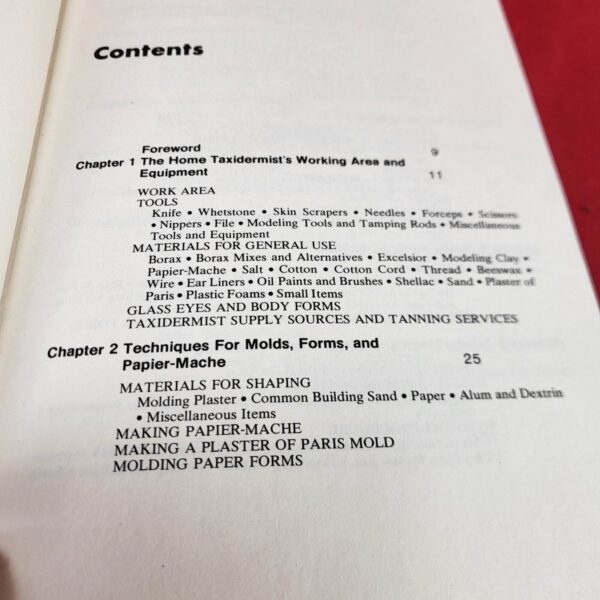 Contents
Foreword 9
Chapter 1 The Home Taxidermist's Working Area and
Equipment 11
WORK AREA
TOOLS
Knife • Whetstone • Skin Scrapers • Needles • Forceps • Scissors
• Nippers • File • Modeling Tools and Tamping Rods • Miscellaneous
Tools and Equipment
MATERIALS FOR GENERAL USE
Borax • Borax Mixes and Alternatives • Excelsior • Modeling Clay •
Papier-Mache • Salt • Cotton • Cotton Cord • Thread • Beeswax •
Wire • Ear Liners • Oil Paints and Brushes • Shellac • Sand • Plaster of
Paris • Plastic Foams • Small Items
GLASS EYES AND BODY FORMS
TAXIDERMIST SUPPLY SOURCES AND TANNING SERVICES
Chapter 2 Techniques For Molds, Forms, and
Papier-Mache 25
MATERIALS FOR SHAPING
Molding Plaster • Common Building Sand • Paper • Alum and Dextrin
• Miscellaneous Items
MAKING PAPIER-MACHE
MAKING A PLASTER OF PARIS MOLD
MOLDING PAPER FORMS